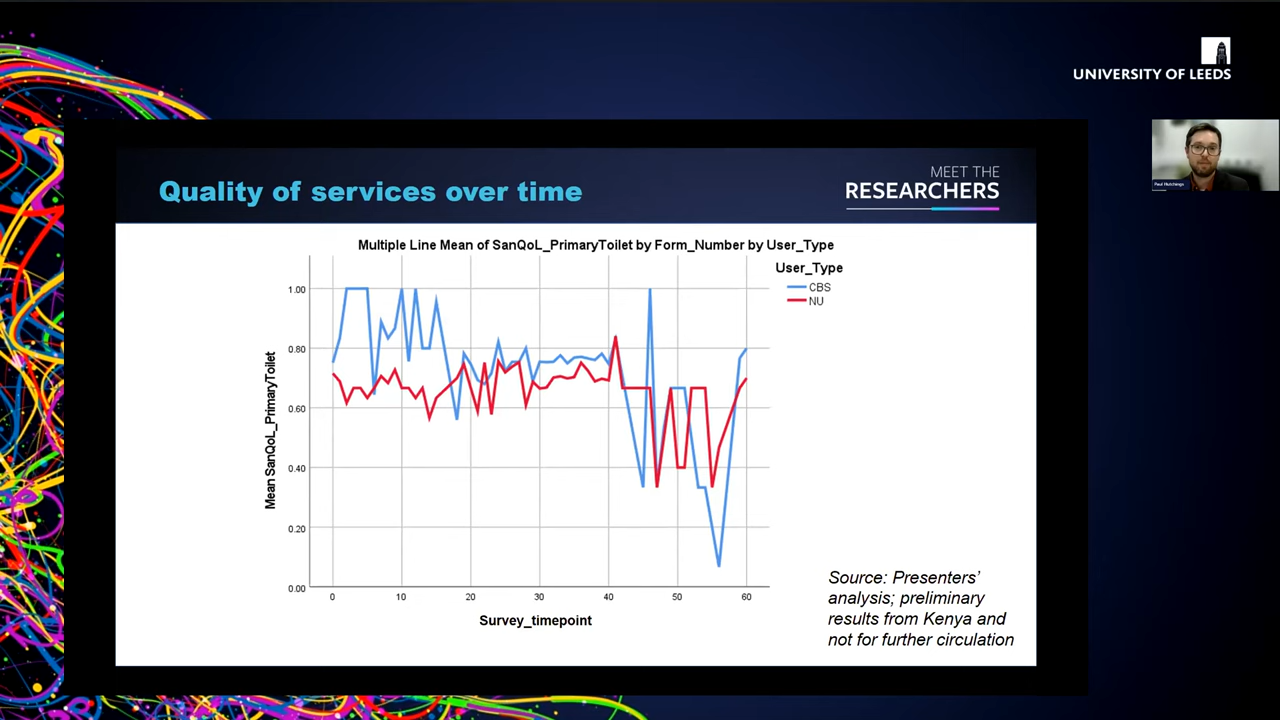 UNIVERSITY OF LEEDS
Paul Hutchings
Quality of services over time
MEET THE
RESEARCHERS
Multiple Line Mean of SanQoL_PrimaryToilet by Form_Number by User_Type
User_Type
CBS
NU
Mean SanQoL_PrimaryToilet
1.00
0.80
0.60
0.40
0.20
0.00
0 10 20 30 40 50 60
Survey_timepoint
Source: Presenters'
analysis; preliminary
results from Kenya and
not for further circulation